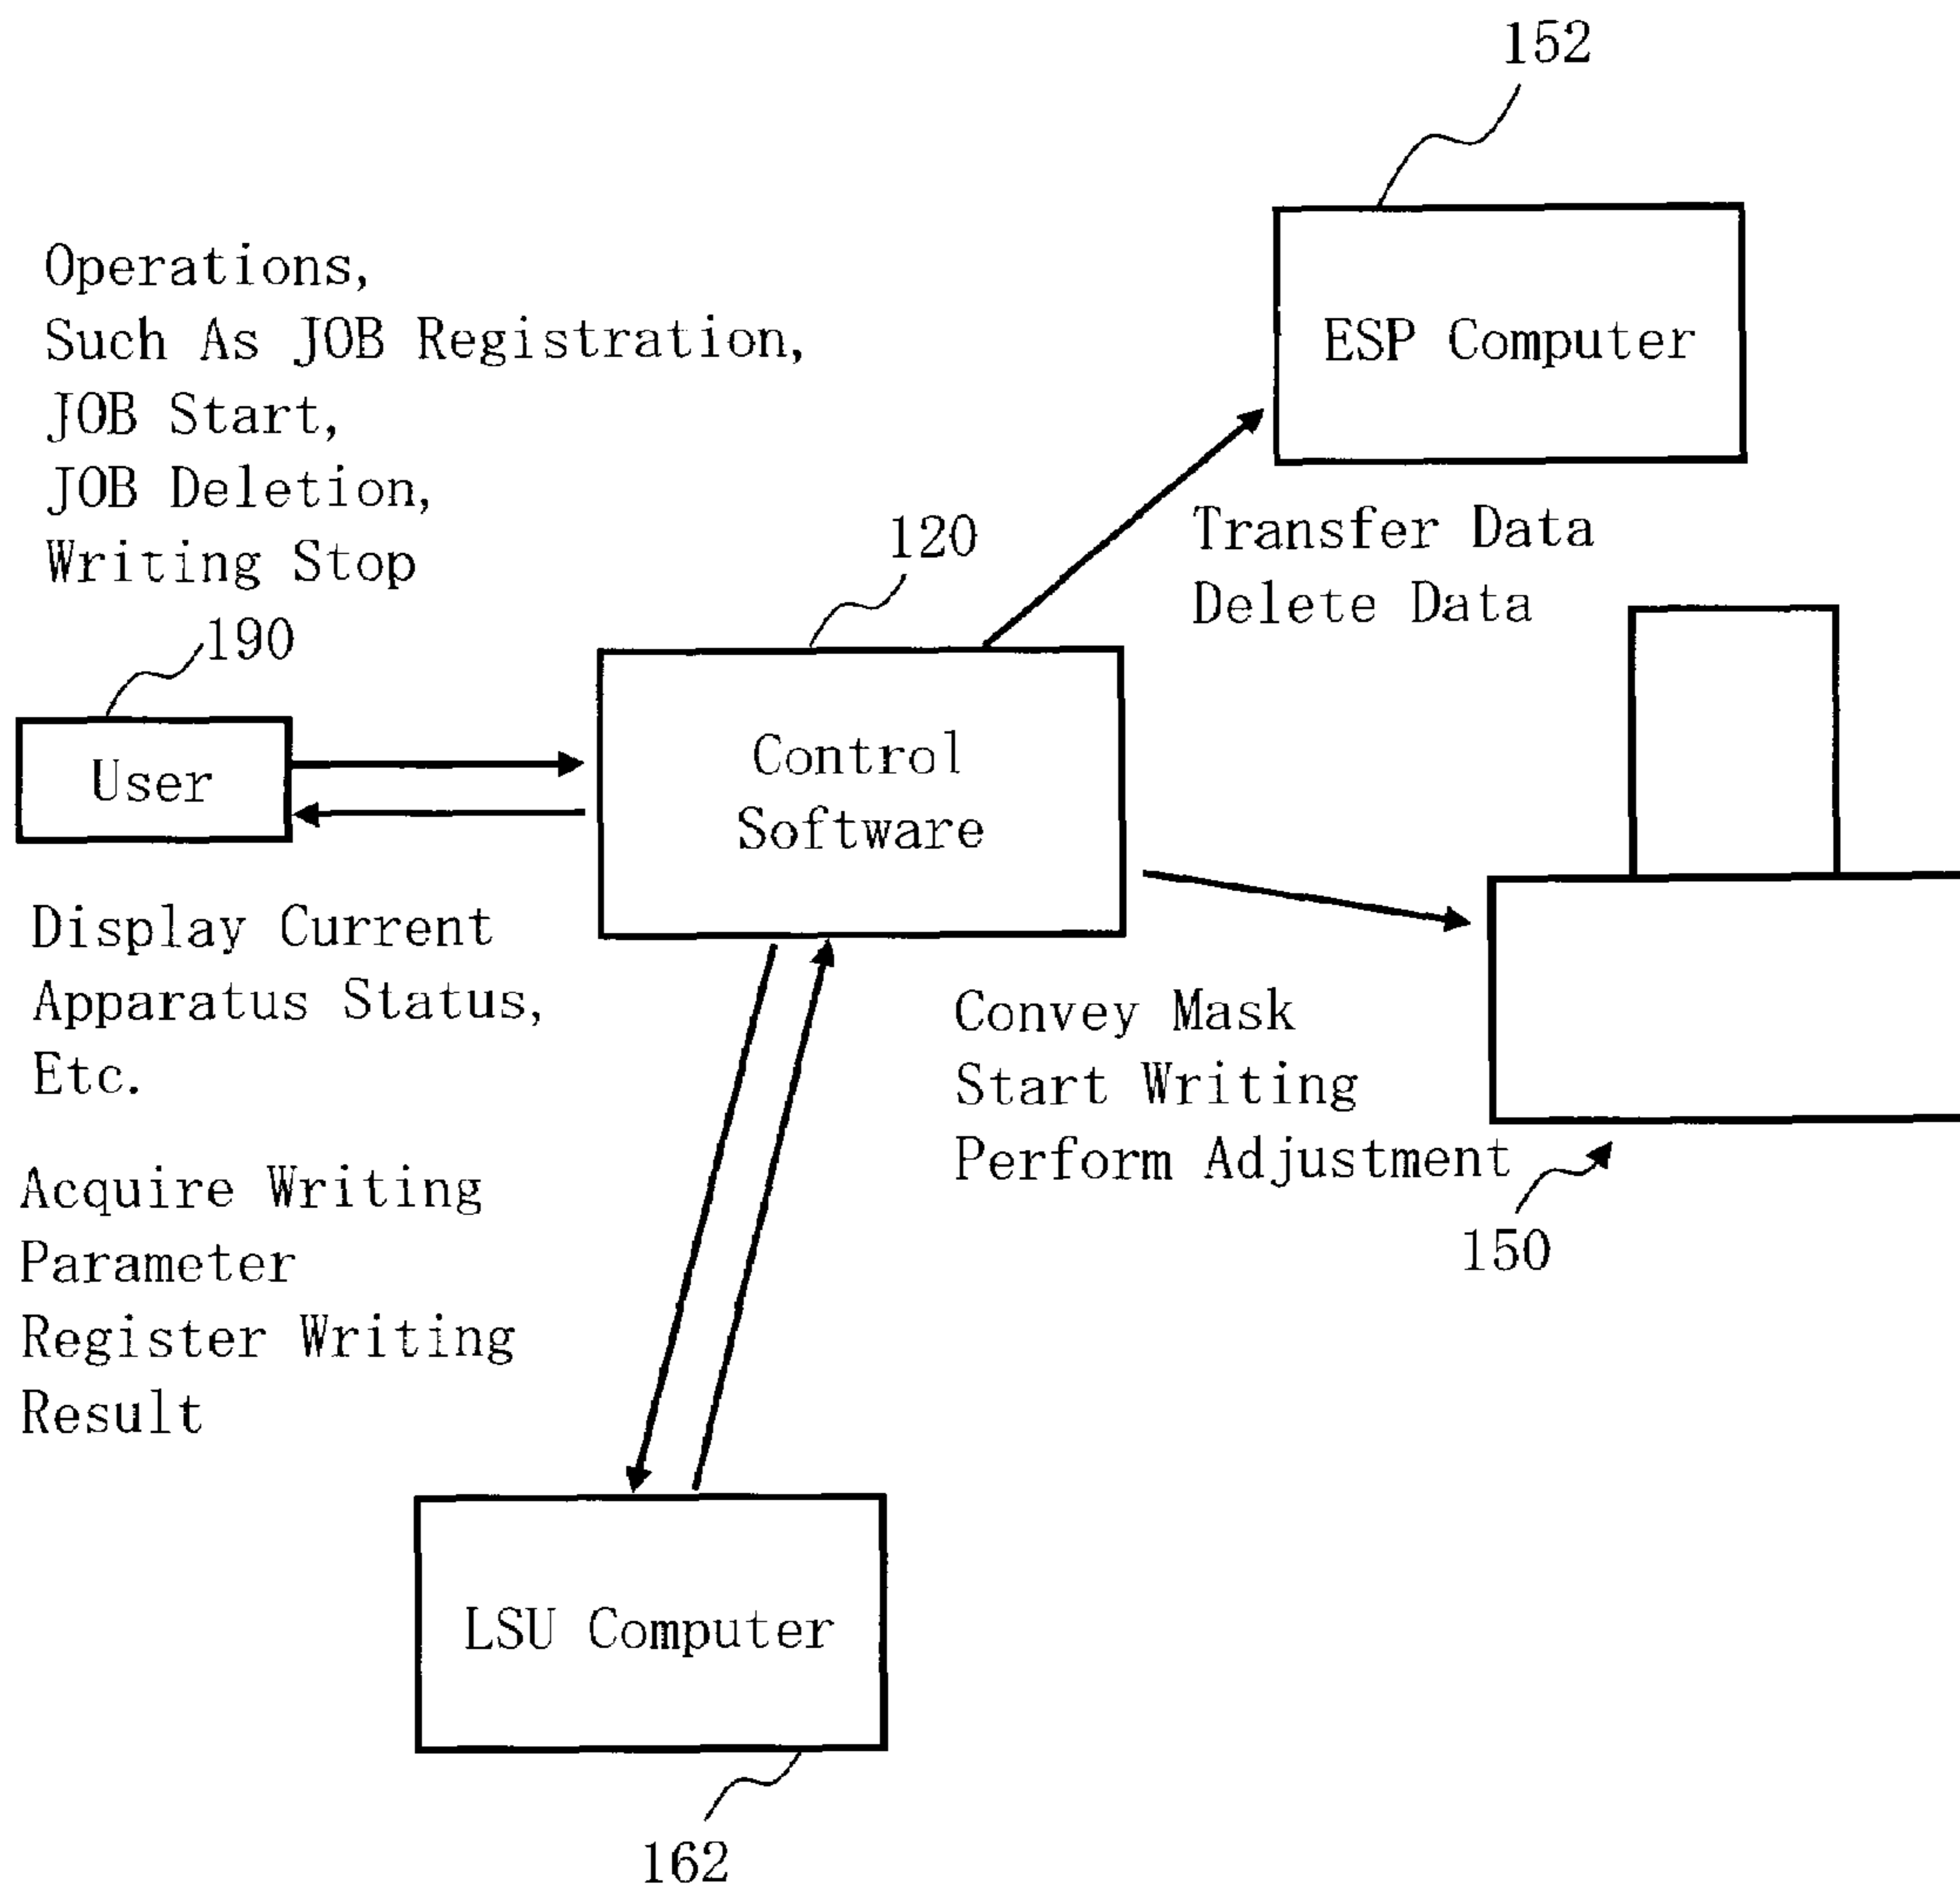 152
ESP Computer
Operations,
Such As JOB Registration,
JOB Start,
JOB Deletion,
Writing Stop
Transfer Data
Delete Data
120
190
User
Control
Software
Display Current
Apparatus Status,
Etc.
Convey Mask
Start Writing
Perform Adjustment
150
Acquire Writing
Parameter
Register Writing
Result
LSU Computer
162